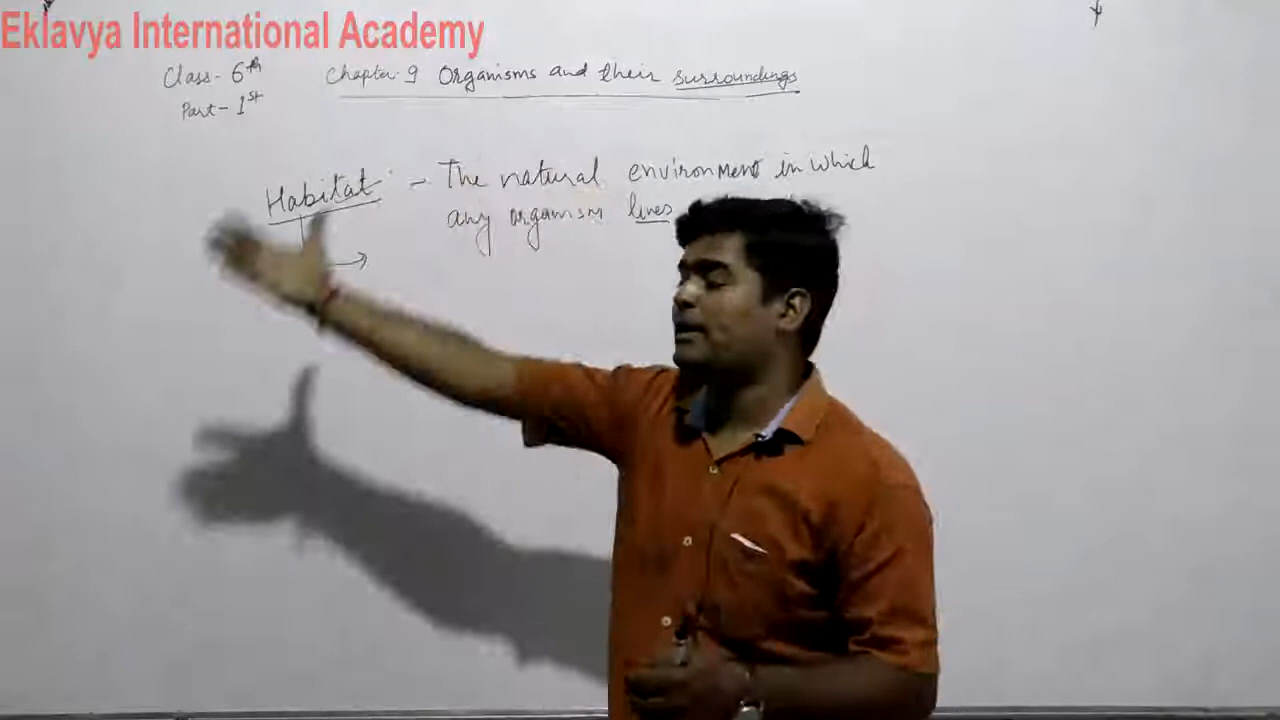 Eklavya International Academy
Class- 6th Chapter 9 Organisms and their surroundings
Part- 1st
Habitat - The natural environment in which
any organism lives